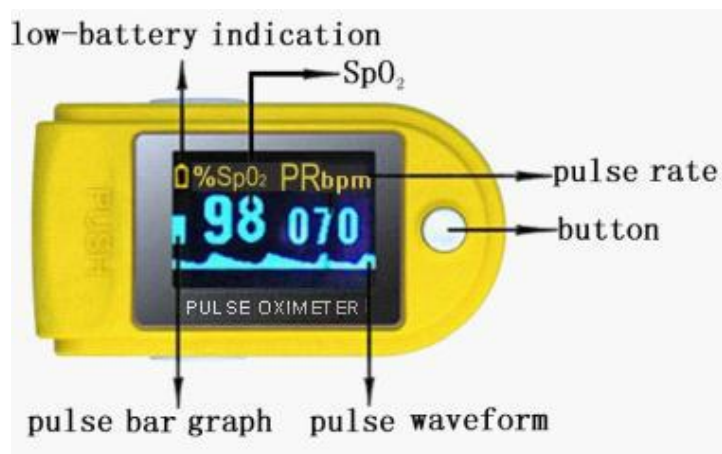 low-battery indication
SpO₂
%SpO₂ PRbpm
pulse rate
98 070
button
PUSH
PULSE OXIMETER
pulse bar graph
pulse waveform